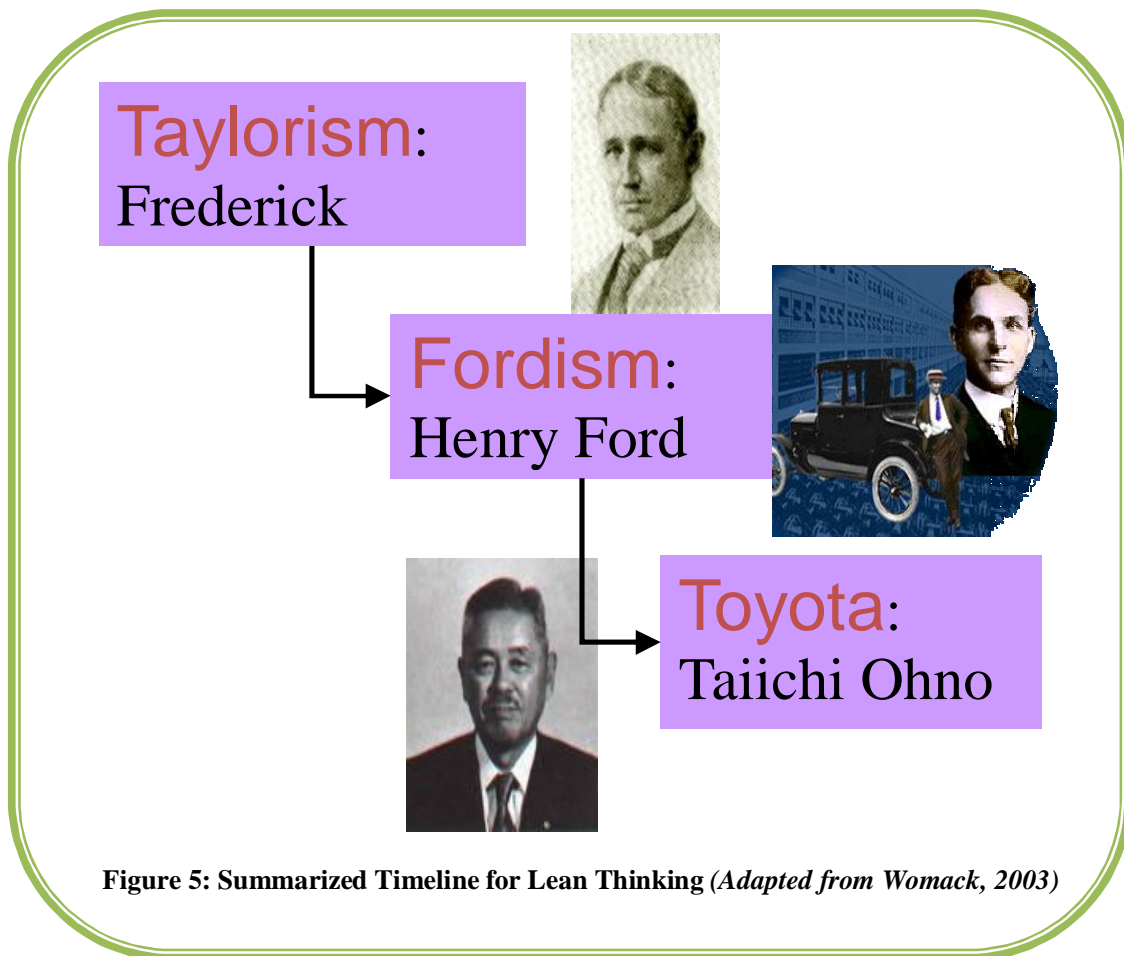 Taylorism:
Frederick
Fordism:
Henry Ford
Toyota:
Taiichi Ohno
Figure 5: Summarized Timeline for Lean Thinking (Adapted from Womack, 2003)